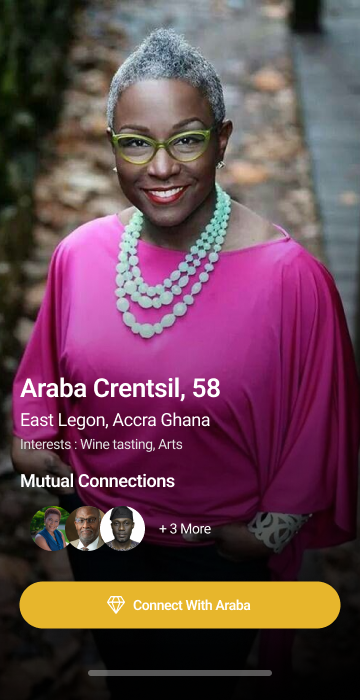 Araba Crentsil, 58
East Legon, Accra Ghana
Interests : Wine tasting, Arts
Mutual Connections
+ 3 More
Connect With Araba